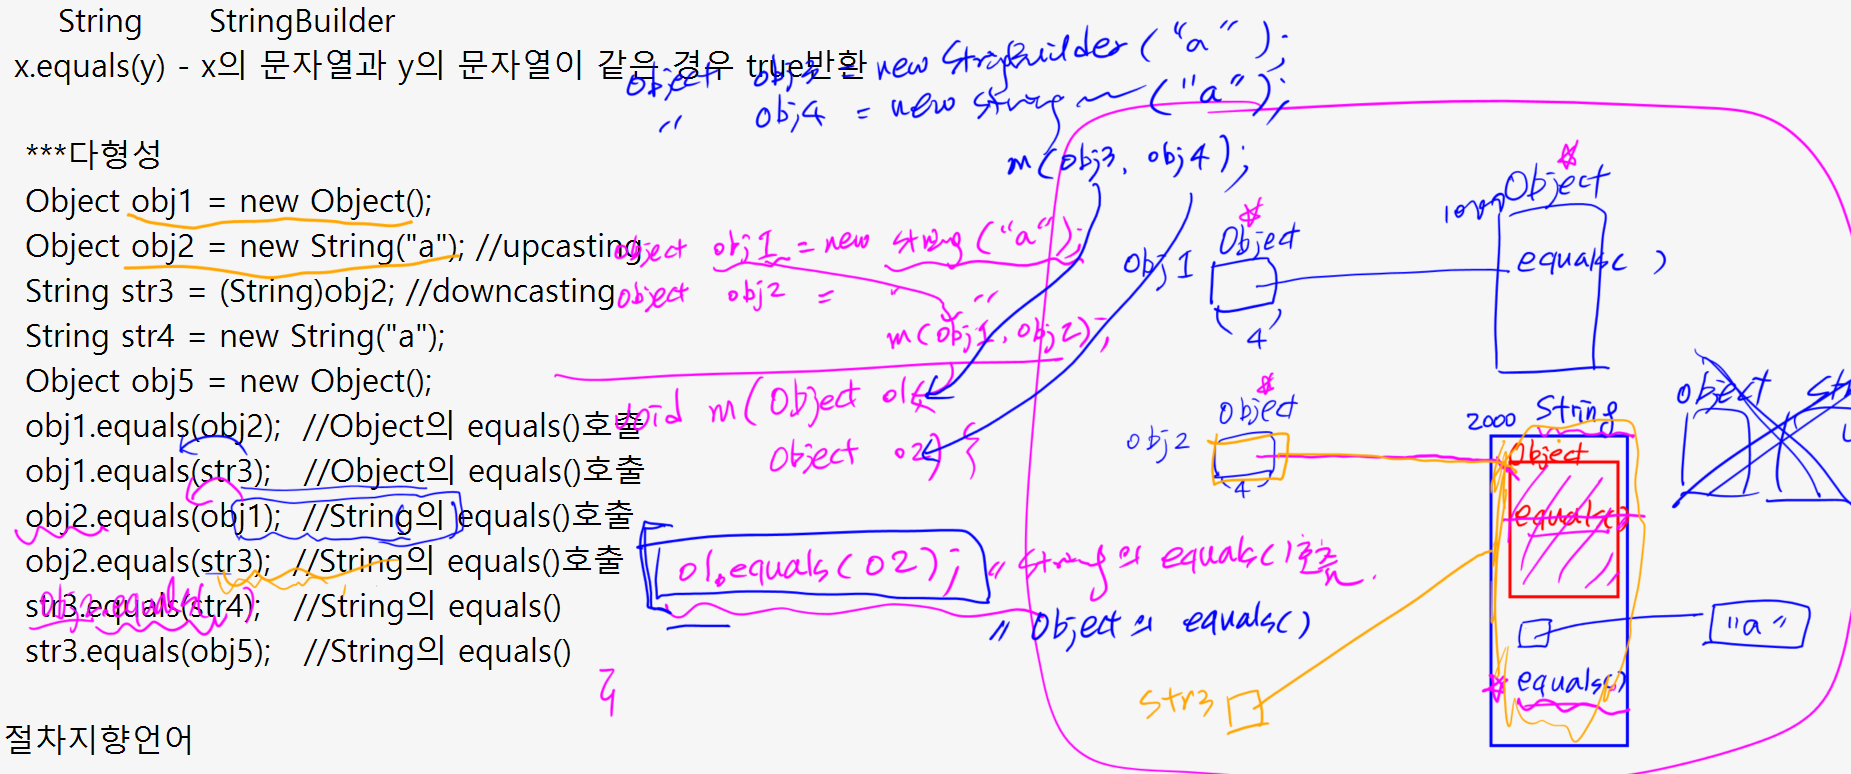 String StringBuilder
x.equals(y) - x의 문자열과 y의 문자열이 같은 경우 true반환
Object obj3 = new StringBuilder ("a");
" obj4 = new String ("a");
m(obj3, obj4);
***다형성
Object obj1 = new Object();
Object obj2 = new String("a"); //upcasting
String str3 = (String)obj2; //downcasting
String str4 = new String("a");
Object obj5 = new Object();
obj1.equals(obj2); //Object의 equals()호출
obj1.equals(str3); //Object의 equals()호출
obj2.equals(obj1); //String의 equals()호출
obj2.equals(str3); //String의 equals()호출
str3.equals(str4); //String의 equals()
str3.equals(obj5); //String의 equals()
절차지향언어
Object obj1 = new String("a");
Object obj2 = "
m(obj1, obj2);
void m(Object o1,
Object o2) {
o1.equals(o2); // String의 equals()호출.
// Object의 equals()
}
obj1 Object
4
1000 Object
equals( )
obj2 Object
4
2000 String
Object
equals()
"a"
equals()
str3
Object